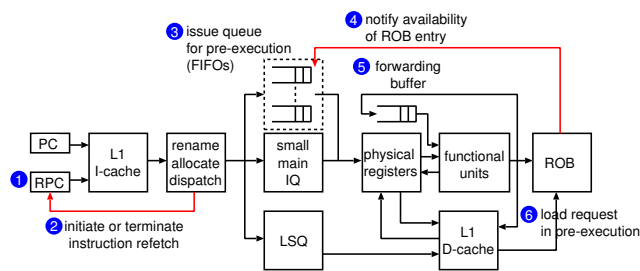 4 notify availability
of ROB entry
3 issue queue
for pre-execution
(FIFOs)
5 forwarding
buffer
PC
1 RPC
L1
I-cache
rename
allocate
dispatch
small
main
IQ
physical
registers
functional
units
ROB
2 initiate or terminate
instruction refetch
LSQ
L1
D-cache
6 load request
in pre-execution